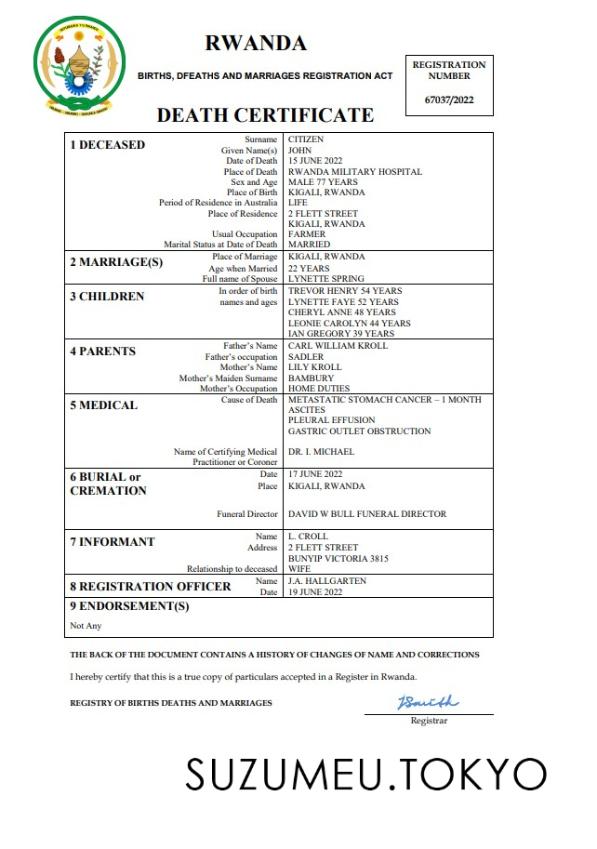 RWANDA
BIRTHS, DFEATHS AND MARRIAGES REGISTRATION ACT
REGISTRATION
NUMBER
67037/2022
DEATH CERTIFICATE
1 DECEASED
Surname CITIZEN
Given Name(s) JOHN
Date of Death 15 JUNE 2022
Place of Death RWANDA MILITARY HOSPITAL
Sex and Age MALE 77 YEARS
Place of Birth KIGALI, RWANDA
Period of Residence in Australia LIFE
Place of Residence 2 FLETT STREET
KIGALI, RWANDA
Usual Occupation FARMER
Marital Status at Date of Death MARRIED
2 MARRIAGE(S)
Place of Marriage KIGALI, RWANDA
Age when Married 22 YEARS
Full name of Spouse LYNETTE SPRING
3 CHILDREN
In order of birth TREVOR HENRY 54 YEARS
names and ages LYNETTE FAYE 52 YEARS
CHERYL ANNE 48 YEARS
LEONIE CAROLYN 44 YEARS
IAN GREGORY 39 YEARS
4 PARENTS
Father's Name CARL WILLIAM KROLL
Father's occupation SADLER
Mother's Name LILY KROLL
Mother's Maiden Surname BAMBURY
Mother's Occupation HOME DUTIES
5 MEDICAL
Cause of Death METASTATIC STOMACH CANCER – 1 MONTH
ASCITES
PLEURAL EFFUSION
GASTRIC OUTLET OBSTRUCTION
Name of Certifying Medical DR. I. MICHAEL
Practitioner or Coroner
6 BURIAL or
CREMATION
Date 17 JUNE 2022
Place KIGALI, RWANDA
Funeral Director DAVID W BULL FUNERAL DIRECTOR
7 INFORMANT
Name L. CROLL
Address 2 FLETT STREET
BUNYIP VICTORIA 3815
Relationship to deceased WIFE
8 REGISTRATION OFFICER
Name J.A. HALLGARTEN
Date 19 JUNE 2022
9 ENDORSEMENT(S)
Not Any
THE BACK OF THE DOCUMENT CONTAINS A HISTORY OF CHANGES OF NAME AND CORRECTIONS
I hereby certify that this is a true copy of particulars accepted in a Register in Rwanda.
REGISTRY OF BIRTHS DEATHS AND MARRIAGES
Registrar
SUZUMEU.TOKYO